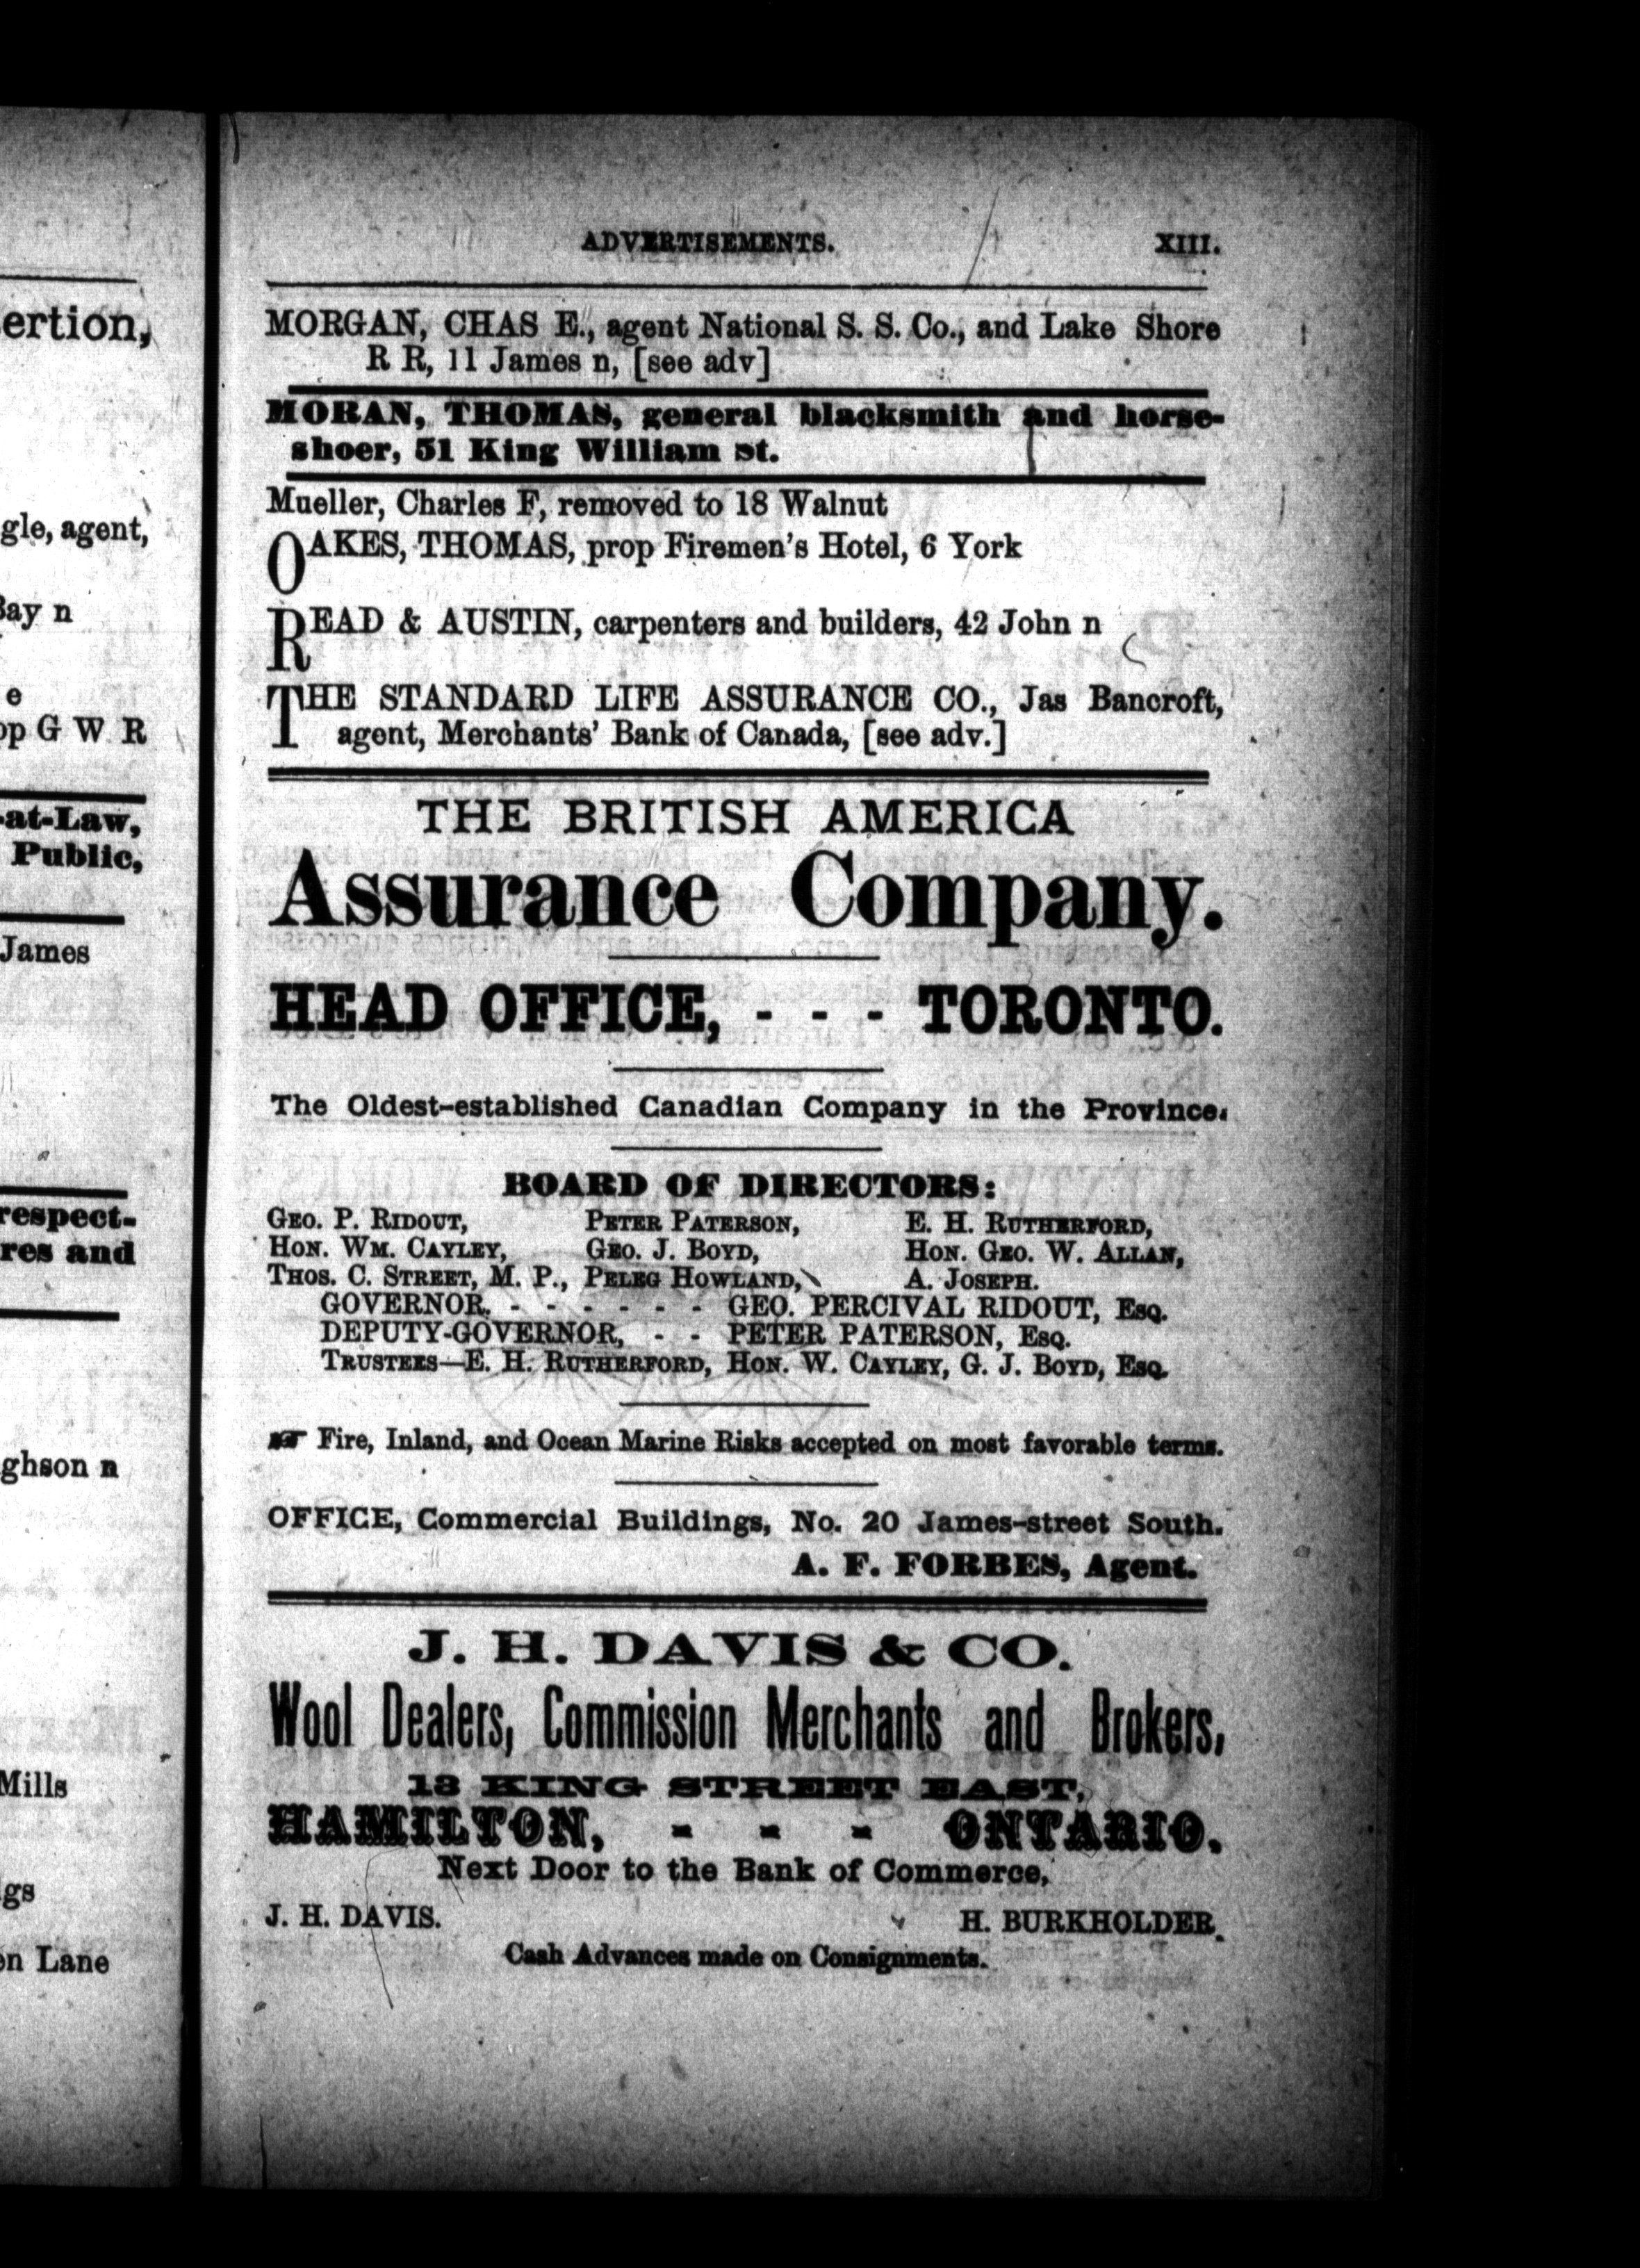 ertion,
gle, agent,
Bay n
e
op G W R
-at-Law,
Public,
James
respect-
res and
ghson n
Mills
gs
on Lane
ADVERTISEMENTS. XIII.
MORGAN, CHAS E., agent National S. S. Co., and Lake Shore
R R, 11 James n, [see adv]
MORAN, THOMAS, general blacksmith and horse-
shoer, 51 King William st.
Mueller, Charles F, removed to 18 Walnut
OAKES, THOMAS, prop Firemen's Hotel, 6 York
READ & AUSTIN, carpenters and builders, 42 John n
THE STANDARD LIFE ASSURANCE CO., Jas Bancroft,
agent, Merchants' Bank of Canada, [see adv.]
THE BRITISH AMERICA
Assurance Company.
HEAD OFFICE, - - - TORONTO.
The Oldest-established Canadian Company in the Province.
BOARD OF DIRECTORS:
GEO. P. RIDOUT, PETER PATERSON, E. H. RUTHERFORD,
HON. WM. CAYLEY, GEO. J. BOYD, HON. GEO. W. ALLAN,
THOS. C. STREET, M. P., PELEG HOWLAND, A. JOSEPH.
GOVERNOR. - - - - - - GEO. PERCIVAL RIDOUT, ESQ.
DEPUTY-GOVERNOR, - - PETER PATERSON, ESQ.
TRUSTEES—E. H. RUTHERFORD, HON. W. CAYLEY, G. J. BOYD, ESQ.
☞ Fire, Inland, and Ocean Marine Risks accepted on most favorable terms.
OFFICE, Commercial Buildings, No. 20 James-street South.
A. F. FORBES, Agent.
J. H. DAVIS & CO.
Wool Dealers, Commission Merchants and Brokers,
13 KING STREET EAST,
HAMILTON, - - - ONTARIO.
Next Door to the Bank of Commerce,
J. H. DAVIS. H. BURKHOLDER.
Cash Advances made on Consignments.